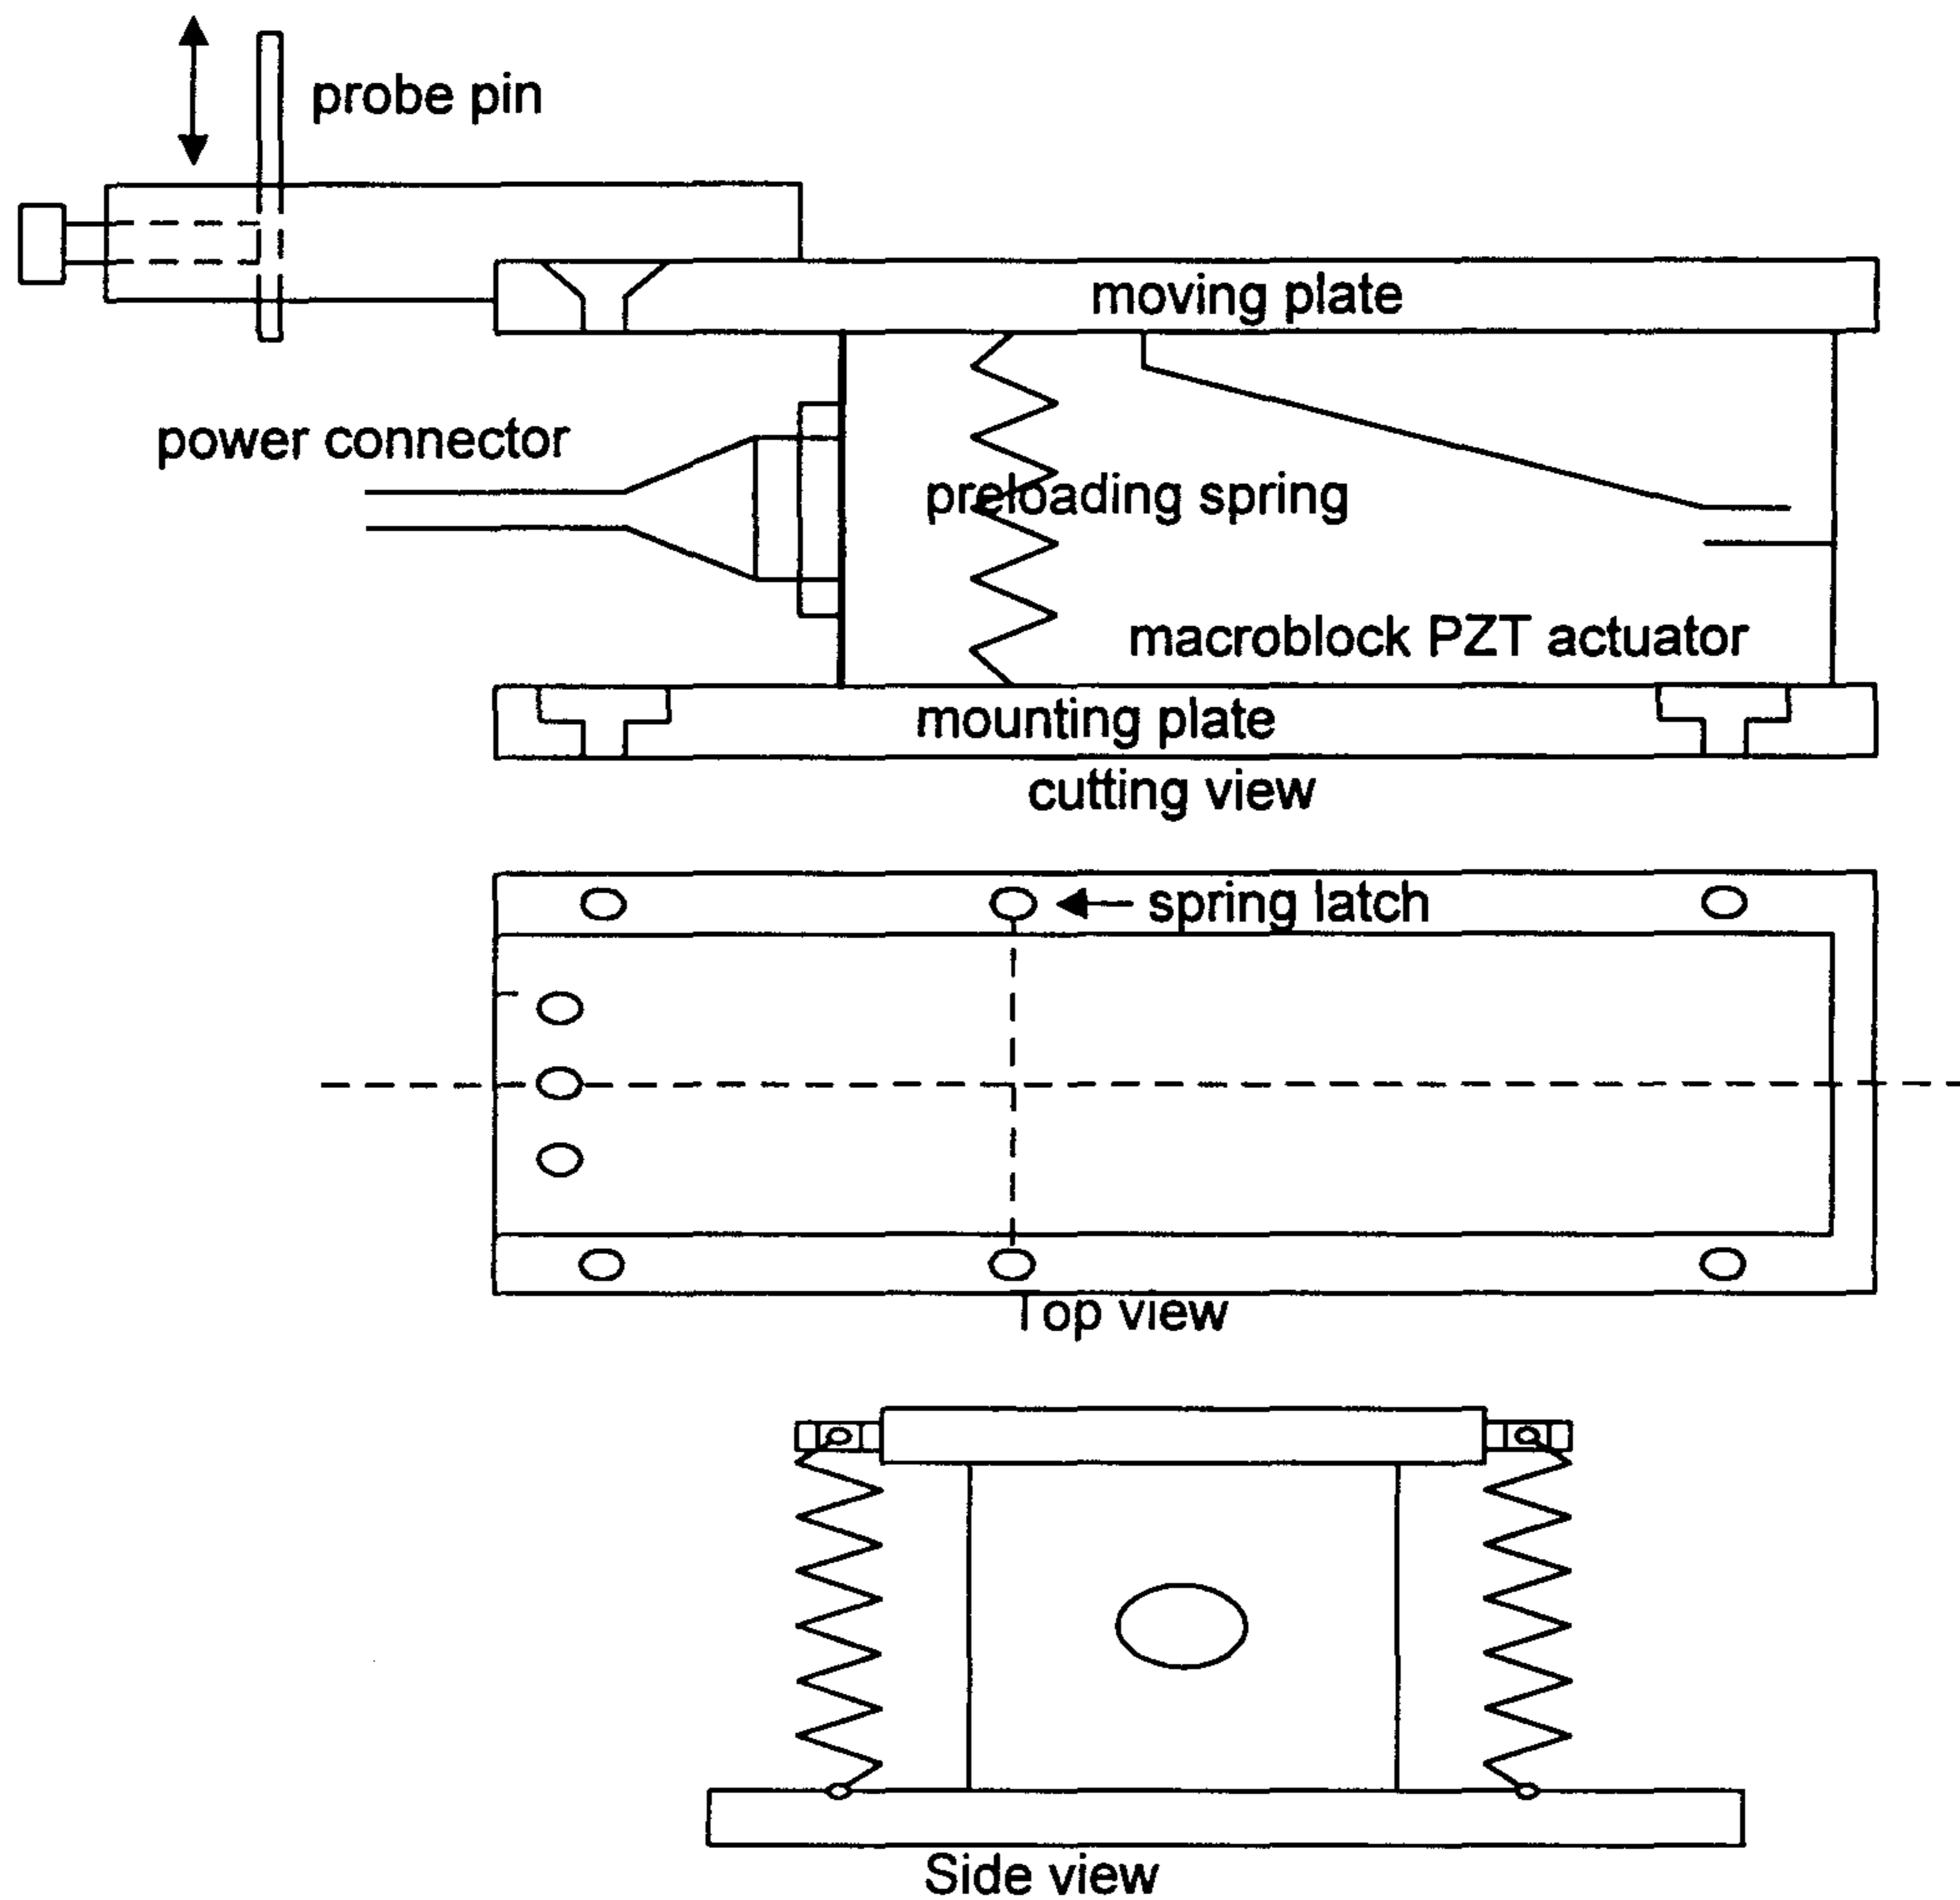 probe pin
moving plate
power connector
preloading spring
macroblock PZT actuator
mounting plate
cutting view
spring latch
Top view
Side view